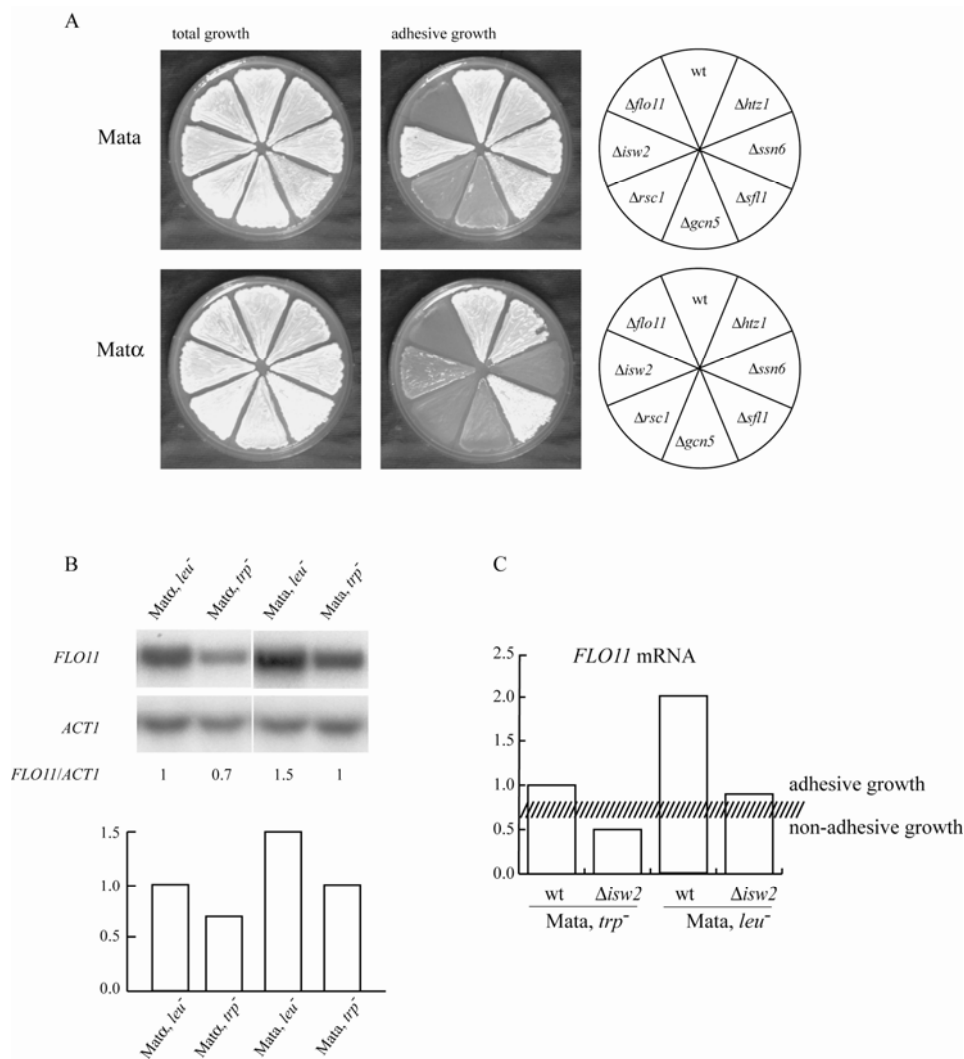 A
total growth
adhesive growth
Mata
wt
Δflo11
Δhtz1
Δisw2
Δssn6
Δrsc1
Δsfl1
Δgcn5
Matα
wt
Δflo11
Δhtz1
Δisw2
Δssn6
Δrsc1
Δsfl1
Δgcn5
B
Matα, leu⁻
Matα, trp⁻
Mata, leu⁻
Mata, trp⁻
FLO11
ACT1
FLO11/ACT1 1 0.7 1.5 1
1.5
1.0
0.5
0.0
Matα, leu⁻
Matα, trp⁻
Mata, leu⁻
Mata, trp⁻
C
FLO11 mRNA
2.5
2.0
1.5
1.0
0.5
0.0
adhesive growth
non-adhesive growth
wt Δisw2 wt Δisw2
Mata, trp⁻ Mata, leu⁻